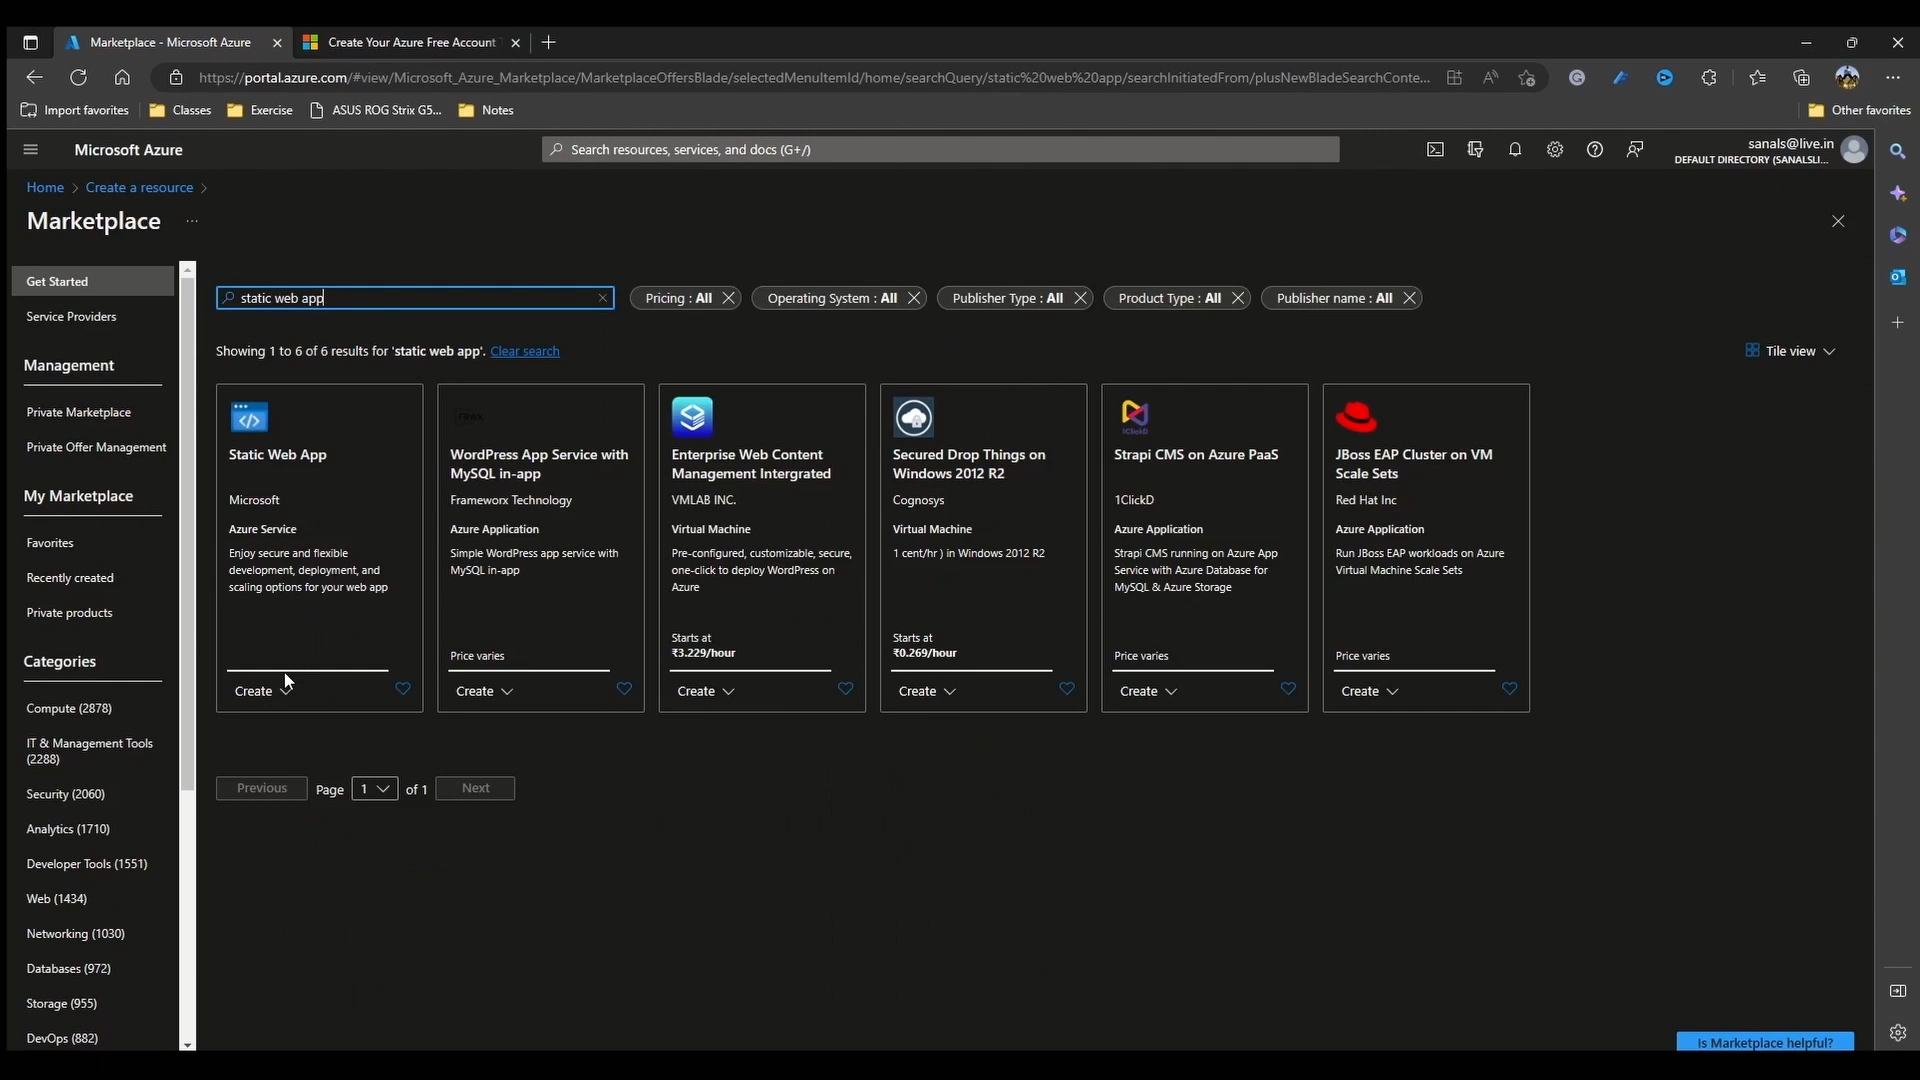 Marketplace - Microsoft Azure
Create Your Azure Free Account
https://portal.azure.com/#view/Microsoft_Azure_Marketplace/MarketplaceOffersBlade/selectedMenuItemId/home/searchQuery/static%20web%20app/searchInitiatedFrom/plusNewBladeSearchConte...
Import favorites
Classes
Exercise
ASUS ROG Strix G5...
Notes
Other favorites
Microsoft Azure
Search resources, services, and docs (G+/)
sanals@live.in
DEFAULT DIRECTORY (SANALSLI...
Home > Create a resource >
Marketplace ...
Get Started
Service Providers
Management
Private Marketplace
Private Offer Management
My Marketplace
Favorites
Recently created
Private products
Categories
Compute (2878)
IT & Management Tools
(2288)
Security (2060)
Analytics (1710)
Developer Tools (1551)
Web (1434)
Networking (1030)
Databases (972)
Storage (955)
DevOps (882)
static web app
Pricing : All
Operating System : All
Publisher Type : All
Product Type : All
Publisher name : All
Showing 1 to 6 of 6 results for 'static web app'. Clear search
Tile view
Static Web App
Microsoft
Azure Service
Enjoy secure and flexible
development, deployment, and
scaling options for your web app
Create
WordPress App Service with
MySQL in-app
Frameworx Technology
Azure Application
Simple WordPress app service with
MySQL in-app
Price varies
Create
Enterprise Web Content
Management Intergrated
VMLAB INC.
Virtual Machine
Pre-configured, customizable, secure,
one-click to deploy WordPress on
Azure
Starts at
₹3.229/hour
Create
Secured Drop Things on
Windows 2012 R2
Cognosys
Virtual Machine
1 cent/hr ) in Windows 2012 R2
Starts at
₹0.269/hour
Create
1ClickD
Strapi CMS on Azure PaaS
1ClickD
Azure Application
Strapi CMS running on Azure App
Service with Azure Database for
MySQL & Azure Storage
Price varies
Create
JBoss EAP Cluster on VM
Scale Sets
Red Hat Inc
Azure Application
Run JBoss EAP workloads on Azure
Virtual Machine Scale Sets
Price varies
Create
Previous
Page 1 of 1
Next
Is Marketplace helpful?